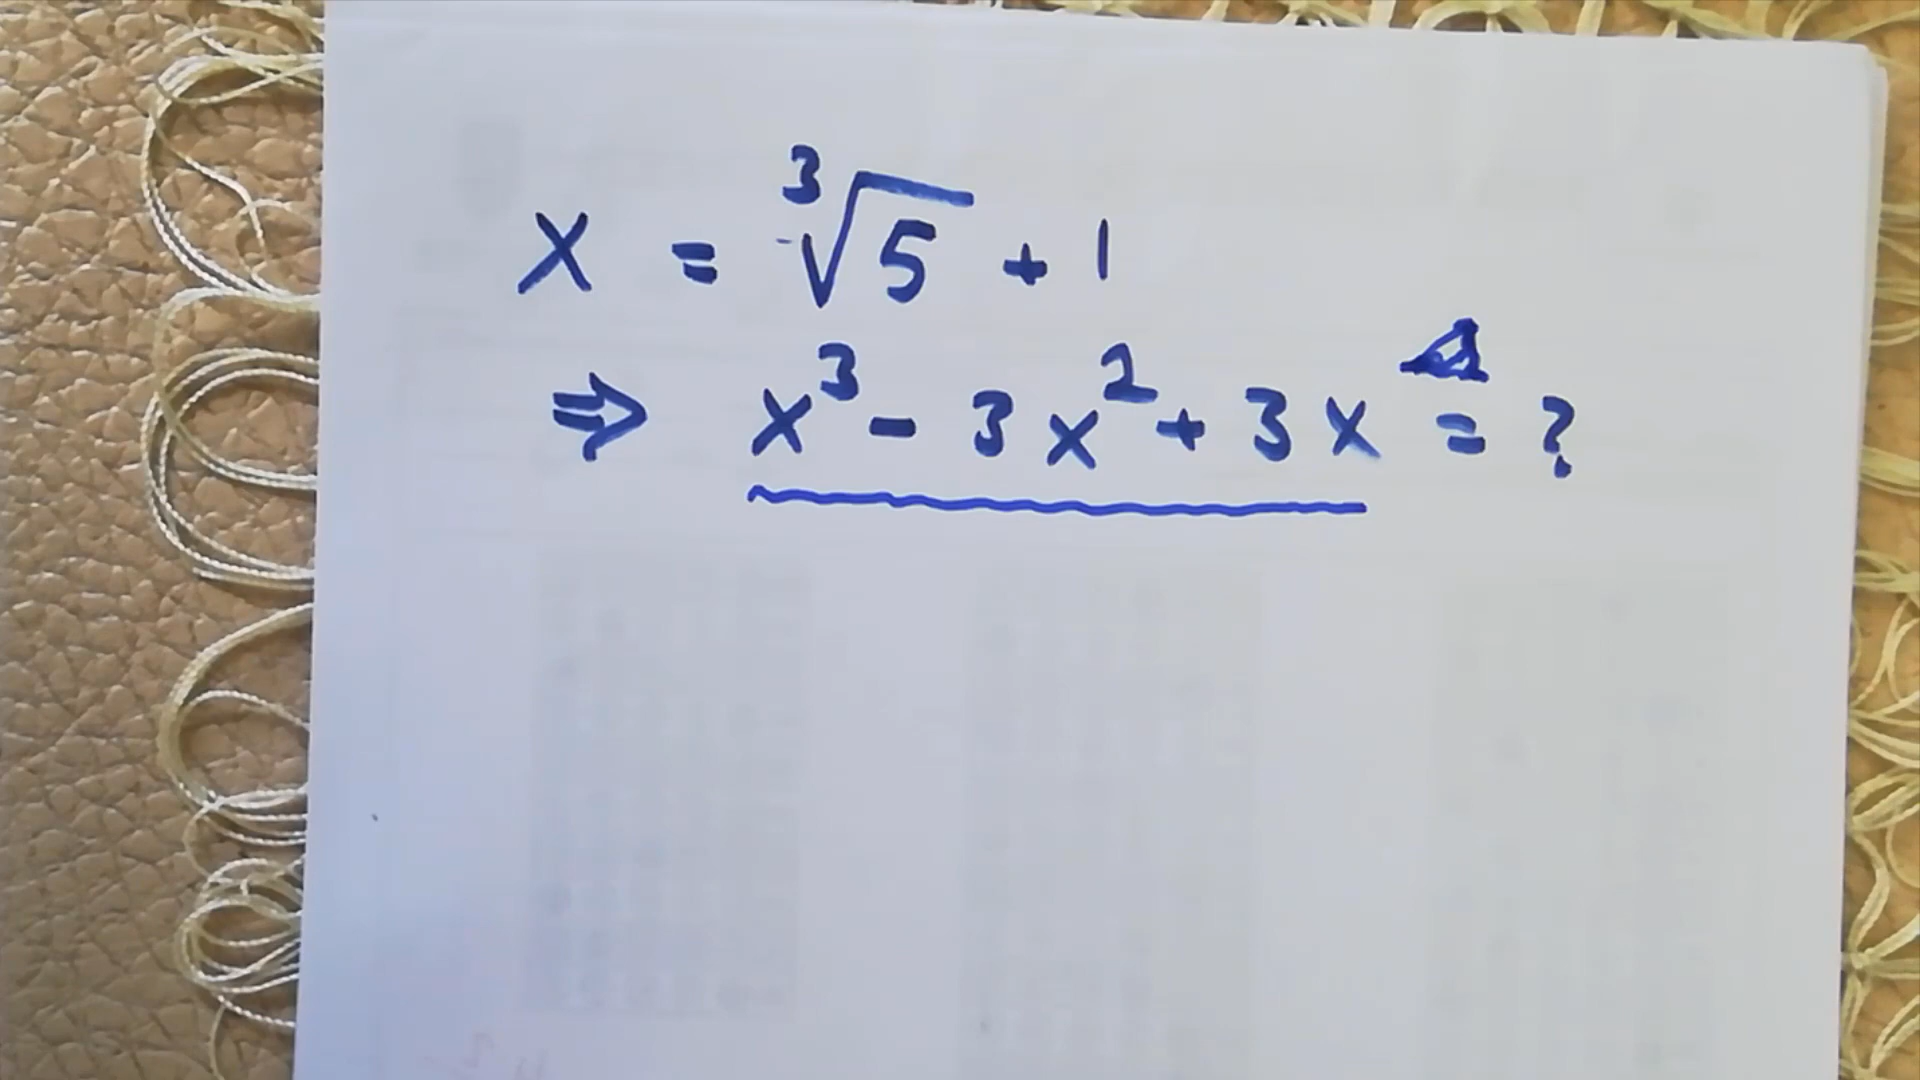 x = ∛5 + 1
⇒ x³ - 3x² + 3x = ?